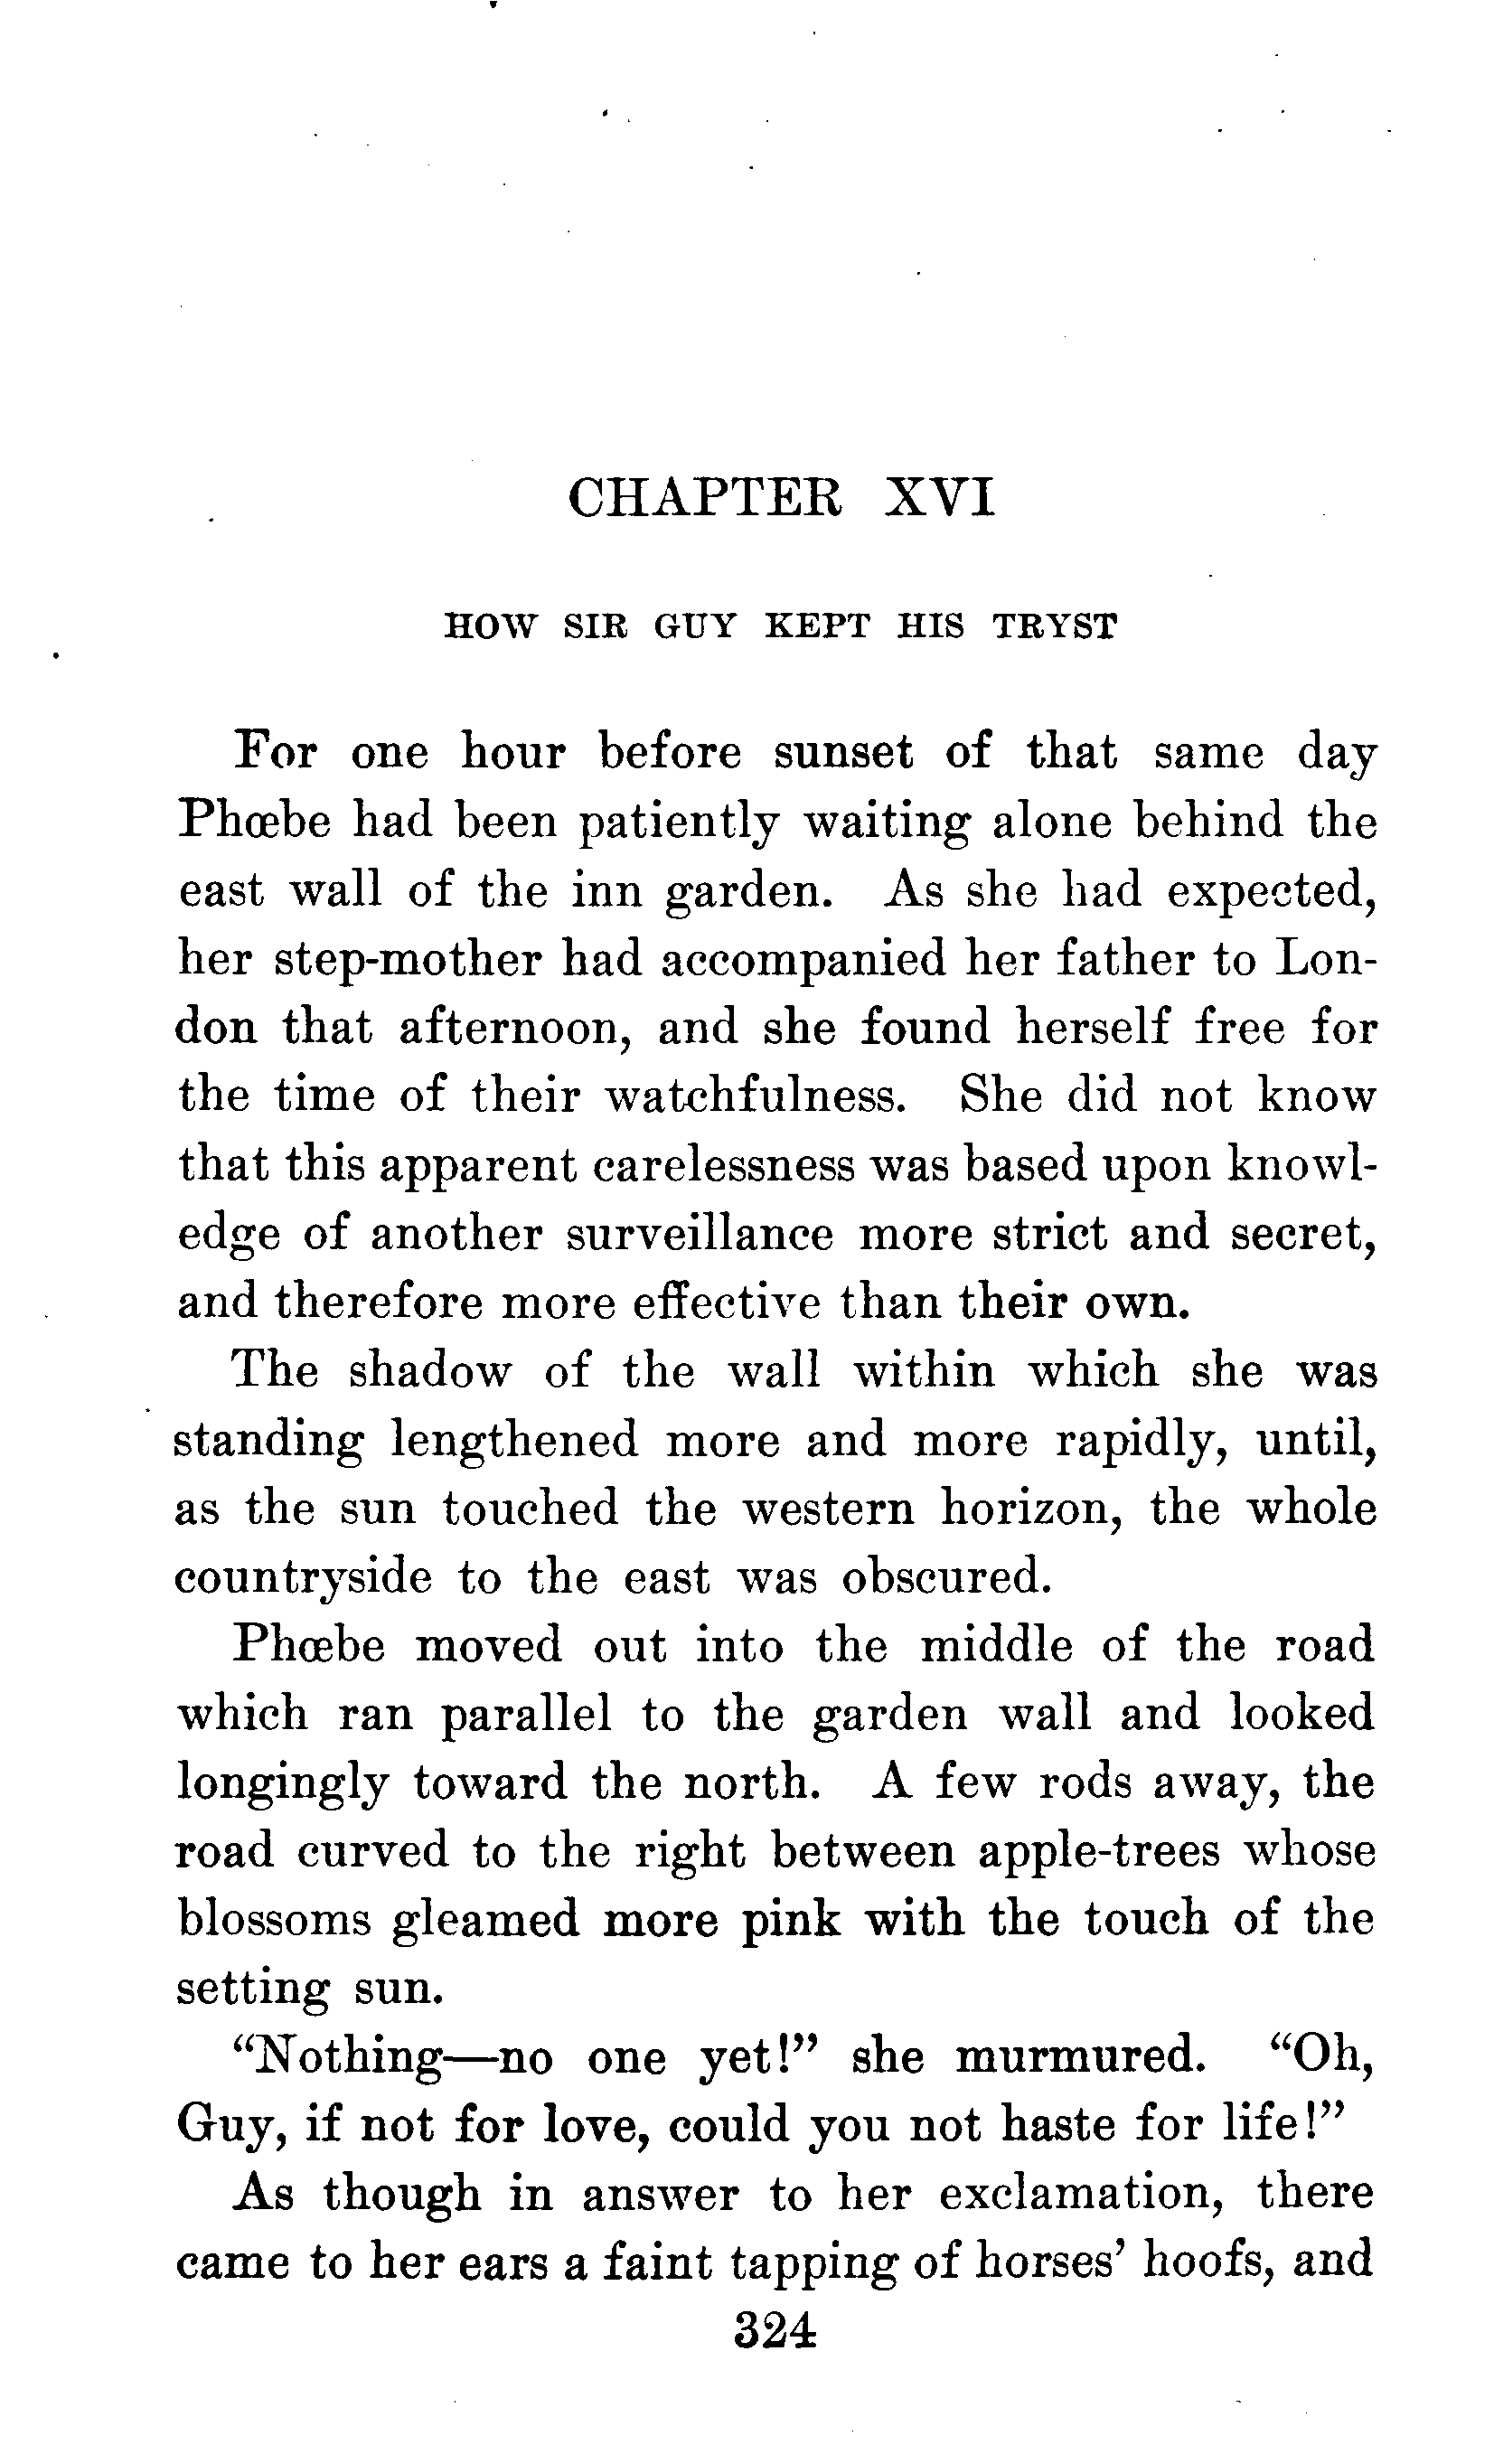 CHAPTER XVI
HOW SIR GUY KEPT HIS TRYST
For one hour before sunset of that same day
Phœbe had been patiently waiting alone behind the
east wall of the inn garden. As she had expected,
her step-mother had accompanied her father to Lon-
don that afternoon, and she found herself free for
the time of their watchfulness. She did not know
that this apparent carelessness was based upon knowl-
edge of another surveillance more strict and secret,
and therefore more effective than their own.
The shadow of the wall within which she was
standing lengthened more and more rapidly, until,
as the sun touched the western horizon, the whole
countryside to the east was obscured.
Phœbe moved out into the middle of the road
which ran parallel to the garden wall and looked
longingly toward the north. A few rods away, the
road curved to the right between apple-trees whose
blossoms gleamed more pink with the touch of the
setting sun.
“Nothing—no one yet!” she murmured. “Oh,
Guy, if not for love, could you not haste for life!”
As though in answer to her exclamation, there
came to her ears a faint tapping of horses’ hoofs, and
324